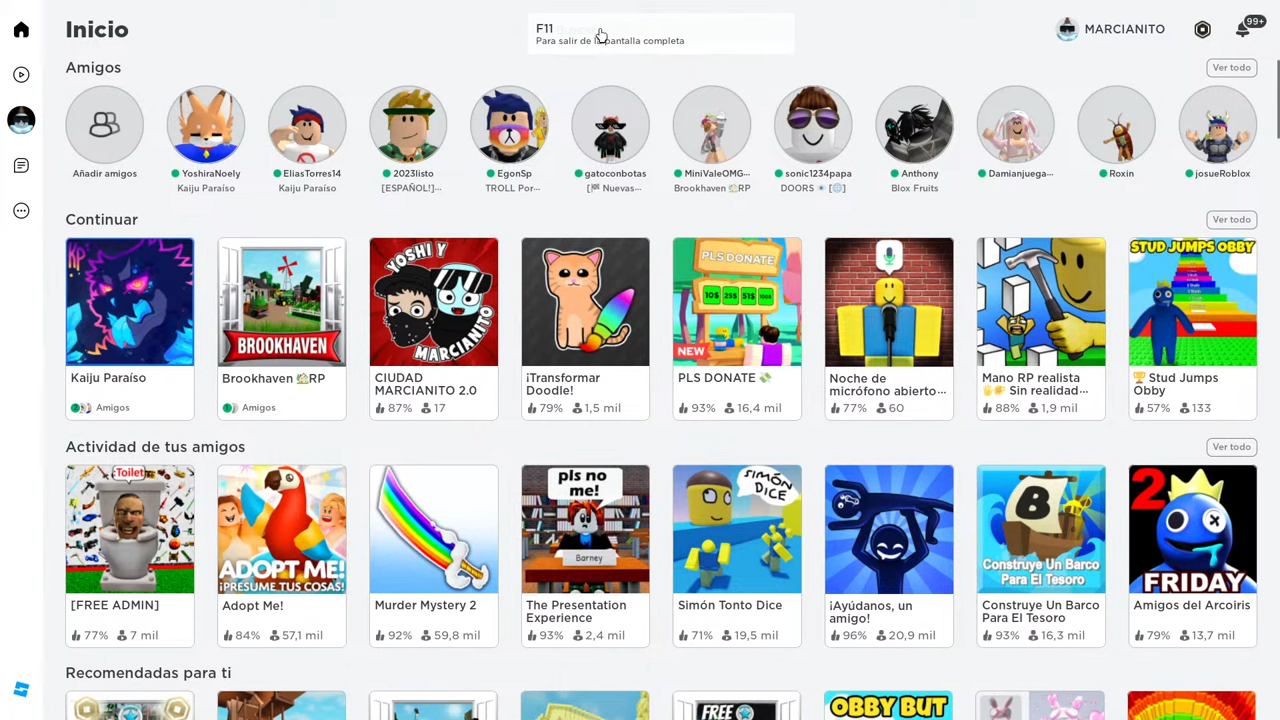 Inicio
F11
Para salir de la pantalla completa
MARCIANITO
99+
Amigos
Ver todo
Añadir amigos
YoshiraNoely
Kaiju Paraíso
EliasTorres14
Kaiju Paraíso
2023listo
[ESPAÑOL!]...
EgonSp
TROLL Por...
gatoconbotas
[🏁 Nuevas...
MiniValeOMG...
Brookhaven 🏡RP
sonic1234papa
DOORS 👁️ [🌐]
Anthony
Blox Fruits
Damianjuega...
Roxin
josueRoblox
Continuar
Ver todo
KP
BROOKHAVEN
YOSHI Y
MARCIANITO
PLS DONATE
10$ 25$ 51$ 100$
NEW
STUD JUMPS OBBY
Kaiju Paraíso
2 Amigos
Brookhaven 🏡RP
1 Amigos
CIUDAD
MARCIANITO 2.0
87% 17
¡Transformar
Doodle!
79% 1,5 mil
PLS DONATE 💸
93% 16,4 mil
Noche de
micrófono abierto...
77% 60
Mano RP realista
👐👉 Sin realidad...
88% 1,9 mil
🏆 Stud Jumps
Obby
57% 133
Actividad de tus amigos
Ver todo
Toilet
ADOPT ME!
¡PRESUME TUS COSAS!
pls no
me!
Barney
SIMÓN
DICE
B
Construye Un Barco
Para El Tesoro
2
FRIDAY
[FREE ADMIN]
77% 7 mil
Adopt Me!
84% 57,1 mil
Murder Mystery 2
92% 59,8 mil
The Presentation
Experience
93% 2,4 mil
Simón Tonto Dice
71% 19,5 mil
¡Ayúdanos, un
amigo!
96% 20,9 mil
Construye Un Barco
Para El Tesoro
93% 16,3 mil
Amigos del Arcoiris
79% 13,7 mil
Recomendadas para ti
FREE
OBBY BUT